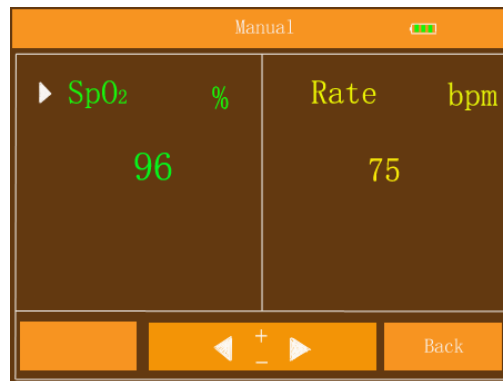 Manual
SpO₂ % Rate bpm
96 75
+
−
Back